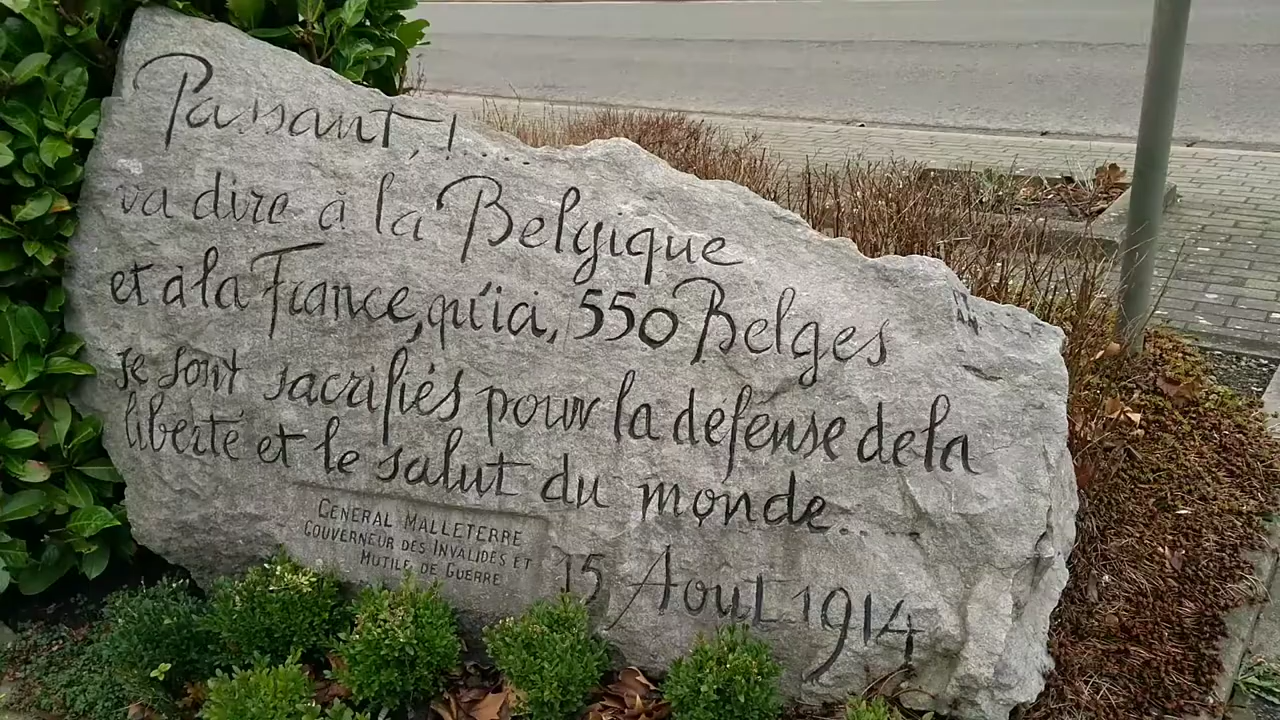 Passant, !....
va dire à la Belgique
et à la France, qu'ici, 550 Belges
se sont sacrifiés pour la défense de la
liberté et le salut du monde.....
GENERAL MALLETERRE
GOUVERNEUR DES INVALIDES ET
MUTILÉ DE GUERRE
15 Aout 1914